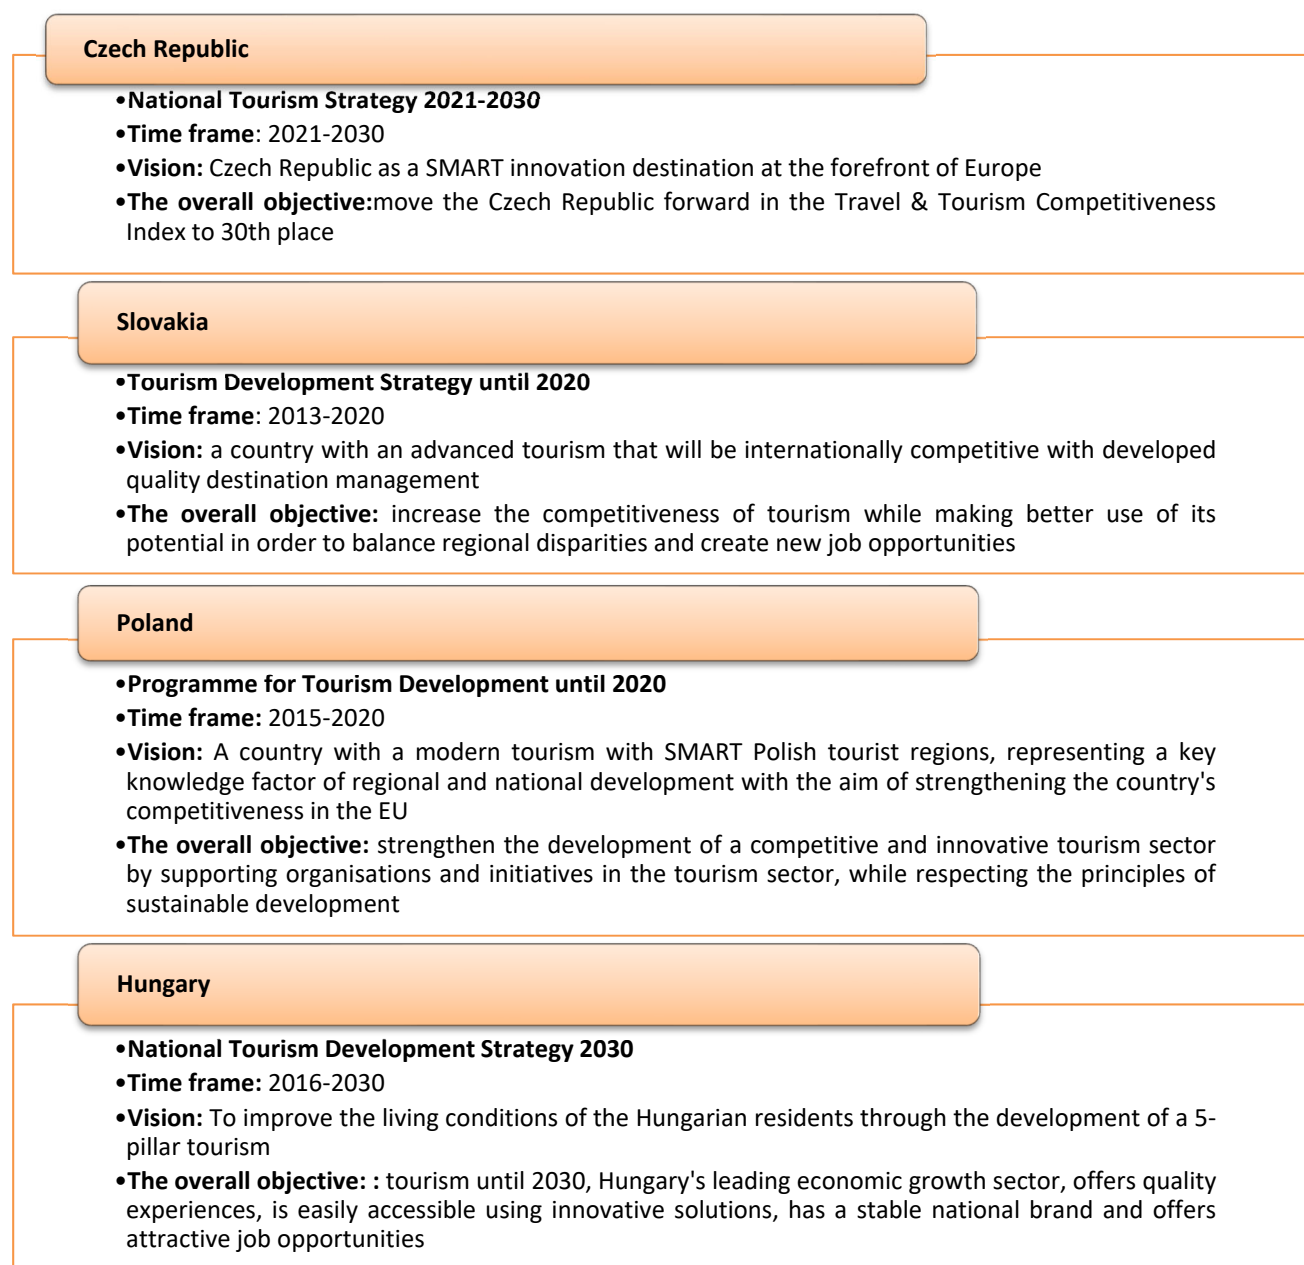 Czech Republic
•National Tourism Strategy 2021-2030
•Time frame: 2021-2030
•Vision: Czech Republic as a SMART innovation destination at the forefront of Europe
•The overall objective:move the Czech Republic forward in the Travel & Tourism Competitiveness
Index to 30th place
Slovakia
•Tourism Development Strategy until 2020
•Time frame: 2013-2020
•Vision: a country with an advanced tourism that will be internationally competitive with developed
quality destination management
•The overall objective: increase the competitiveness of tourism while making better use of its
potential in order to balance regional disparities and create new job opportunities
Poland
•Programme for Tourism Development until 2020
•Time frame: 2015-2020
•Vision: A country with a modern tourism with SMART Polish tourist regions, representing a key
knowledge factor of regional and national development with the aim of strengthening the country's
competitiveness in the EU
•The overall objective: strengthen the development of a competitive and innovative tourism sector
by supporting organisations and initiatives in the tourism sector, while respecting the principles of
sustainable development
Hungary
•National Tourism Development Strategy 2030
•Time frame: 2016-2030
•Vision: To improve the living conditions of the Hungarian residents through the development of a 5-
pillar tourism
•The overall objective: : tourism until 2030, Hungary's leading economic growth sector, offers quality
experiences, is easily accessible using innovative solutions, has a stable national brand and offers
attractive job opportunities